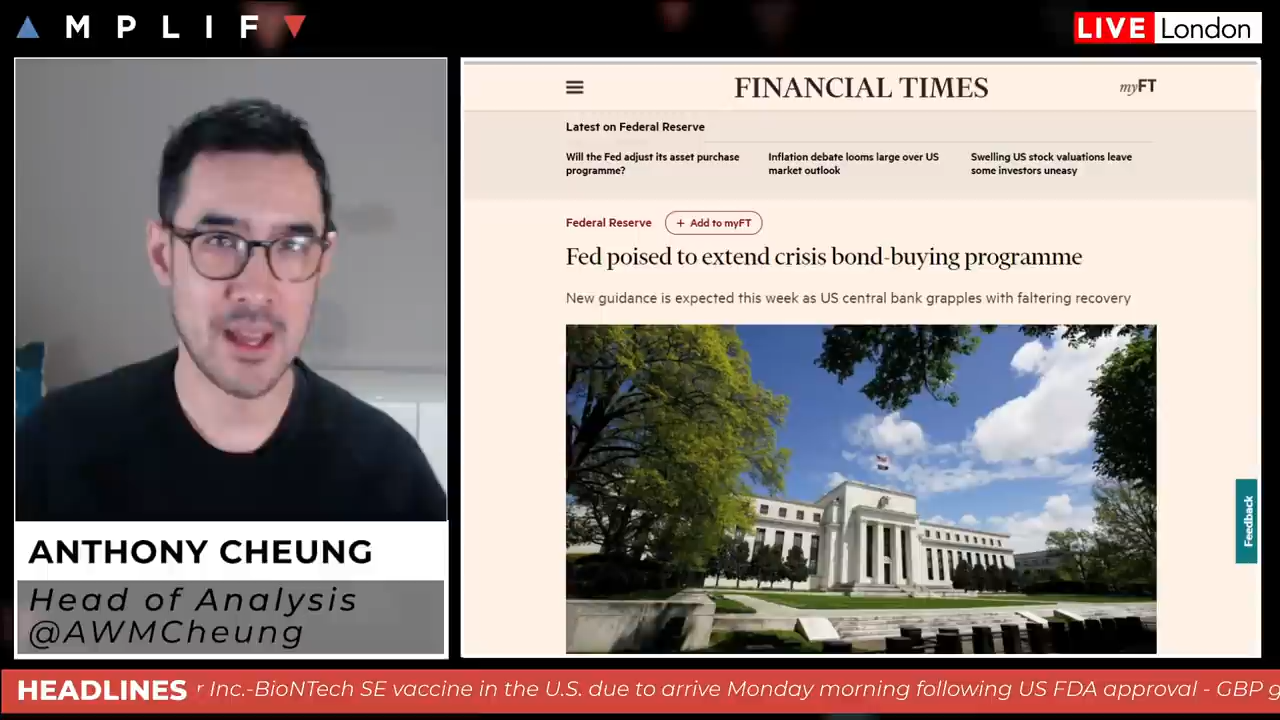 AMPLIFY
LIVE London
FINANCIAL TIMES
myFT
Latest on Federal Reserve
Will the Fed adjust its asset purchase
programme?
Inflation debate looms large over US
market outlook
Swelling US stock valuations leave
some investors uneasy
Federal Reserve
+ Add to myFT
Fed poised to extend crisis bond-buying programme
New guidance is expected this week as US central bank grapples with faltering recovery
Feedback
ANTHONY CHEUNG
Head of Analysis
@AWMCheung
HEADLINES r Inc.-BioNTech SE vaccine in the U.S. due to arrive Monday morning following US FDA approval - GBP g